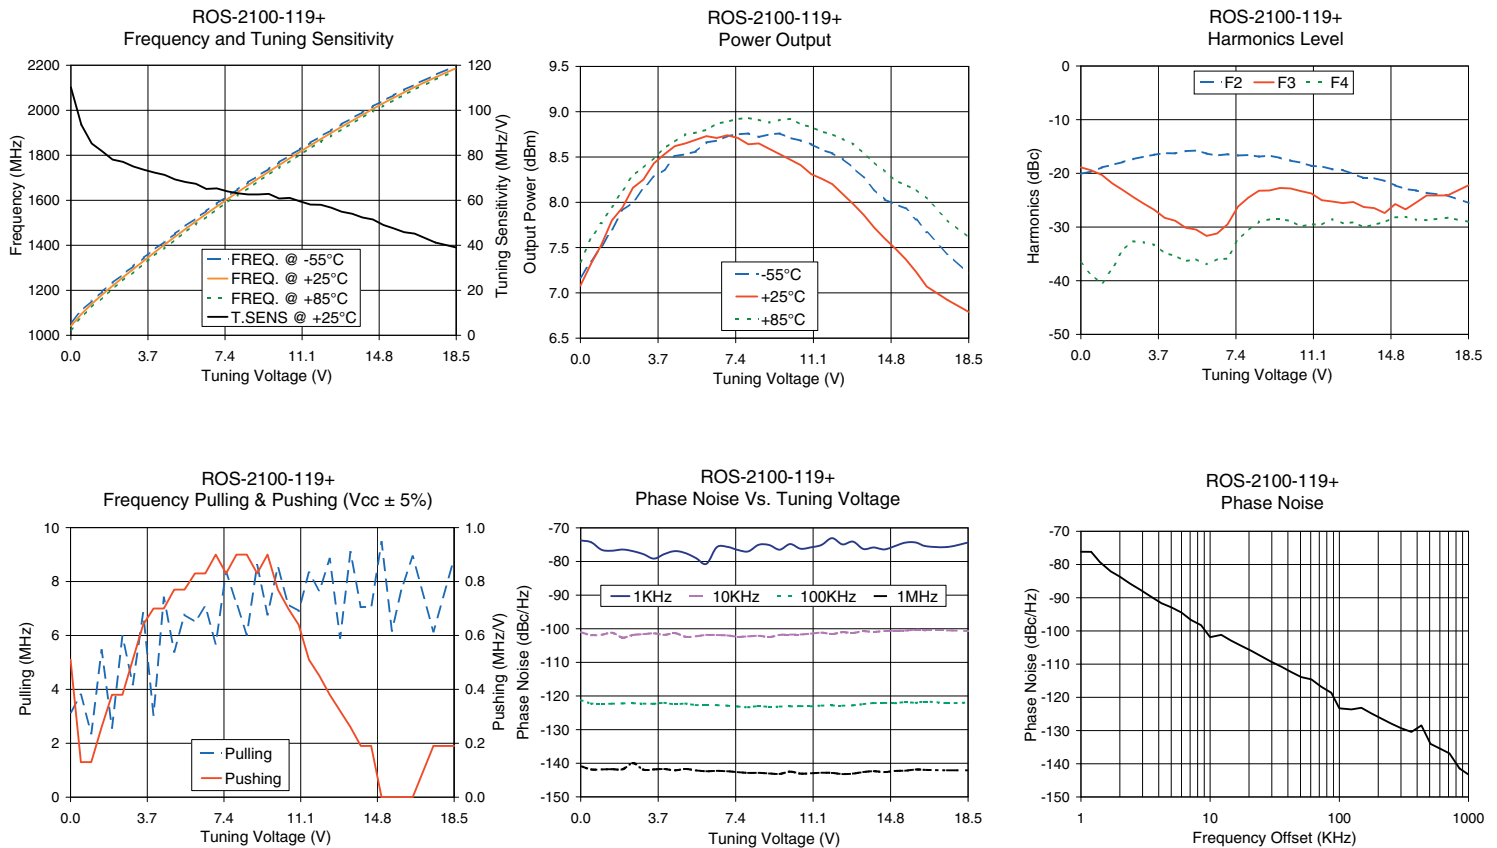 ROS-2100-119+
Frequency and Tuning Sensitivity
2200
2000
1800
1600
1400
1200
1000
Frequency (MHz)
120
100
80
60
40
20
0
Tuning Sensitivity (MHz/V)
FREQ. @ -55°C
FREQ. @ +25°C
FREQ. @ +85°C
T.SENS @ +25°C
0.0 3.7 7.4 11.1 14.8 18.5
Tuning Voltage (V)
ROS-2100-119+
Power Output
9.5
9.0
8.5
8.0
7.5
7.0
6.5
Output Power (dBm)
-55°C
+25°C
+85°C
0.0 3.7 7.4 11.1 14.8 18.5
Tuning Voltage (V)
ROS-2100-119+
Harmonics Level
0
-10
-20
-30
-40
-50
Harmonics (dBc)
F2 F3 F4
0.0 3.7 7.4 11.1 14.8 18.5
Tuning Voltage (V)
ROS-2100-119+
Frequency Pulling & Pushing (Vcc ± 5%)
10
8
6
4
2
0
Pulling (MHz)
1.0
0.8
0.6
0.4
0.2
0.0
Pushing (MHz/V)
Pulling
Pushing
0.0 3.7 7.4 11.1 14.8 18.5
Tuning Voltage (V)
ROS-2100-119+
Phase Noise Vs. Tuning Voltage
-70
-80
-90
-100
-110
-120
-130
-140
-150
Phase Noise (dBc/Hz)
1KHz 10KHz 100KHz 1MHz
0.0 3.7 7.4 11.1 14.8 18.5
Tuning Voltage (V)
ROS-2100-119+
Phase Noise
-70
-80
-90
-100
-110
-120
-130
-140
-150
Phase Noise (dBc/Hz)
1 10 100 1000
Frequency Offset (KHz)